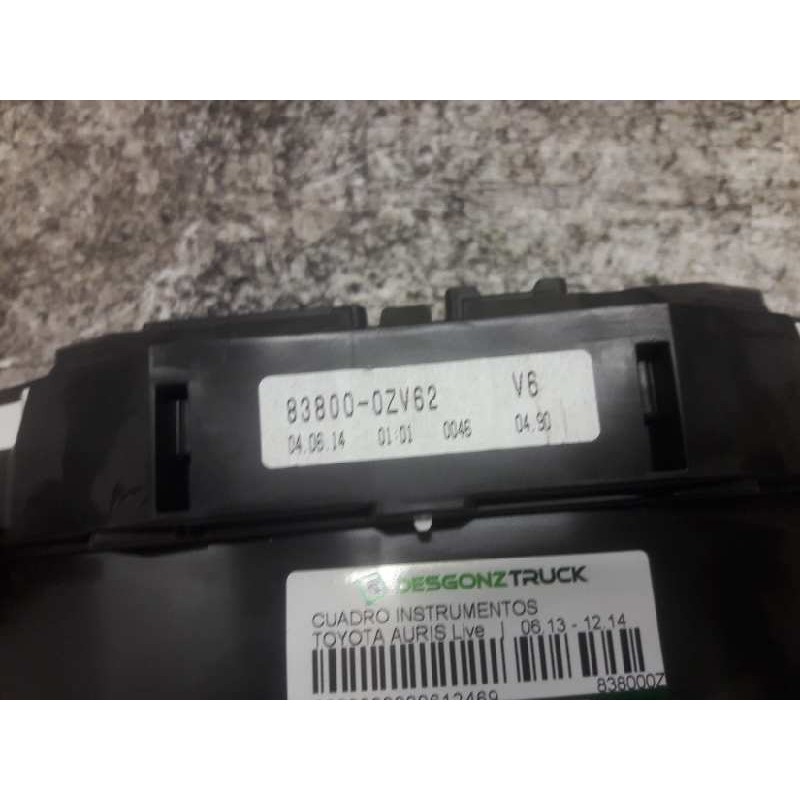 83800-0ZV62 V6
04.06.14 01:01 0046 04.90
DESGONZTRUCK
CUADRO INSTRUMENTOS
TOYOTA AURIS Live | 06.13 - 12.14
838000Z